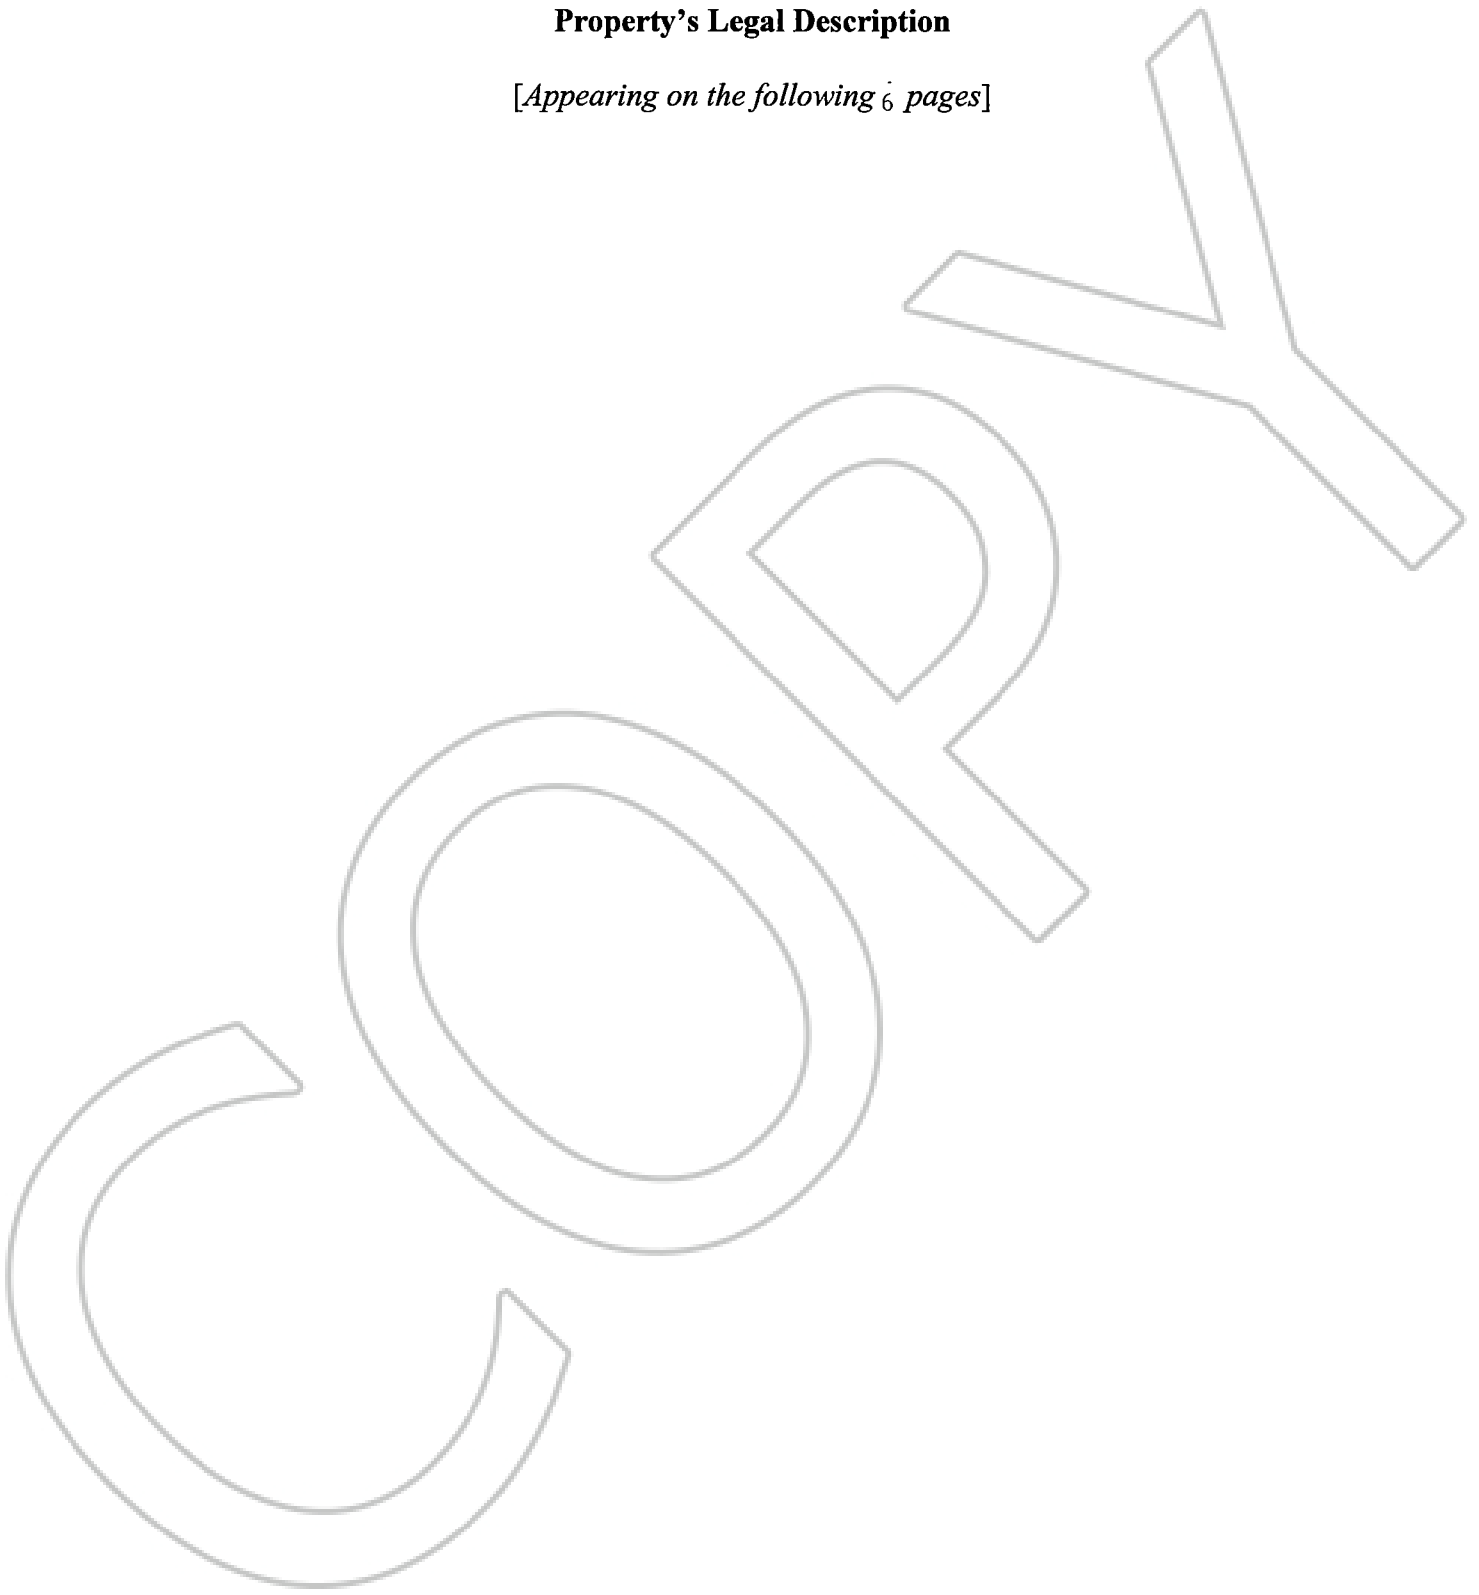 Property’s Legal Description
[Appearing on the following 6 pages]
COPY